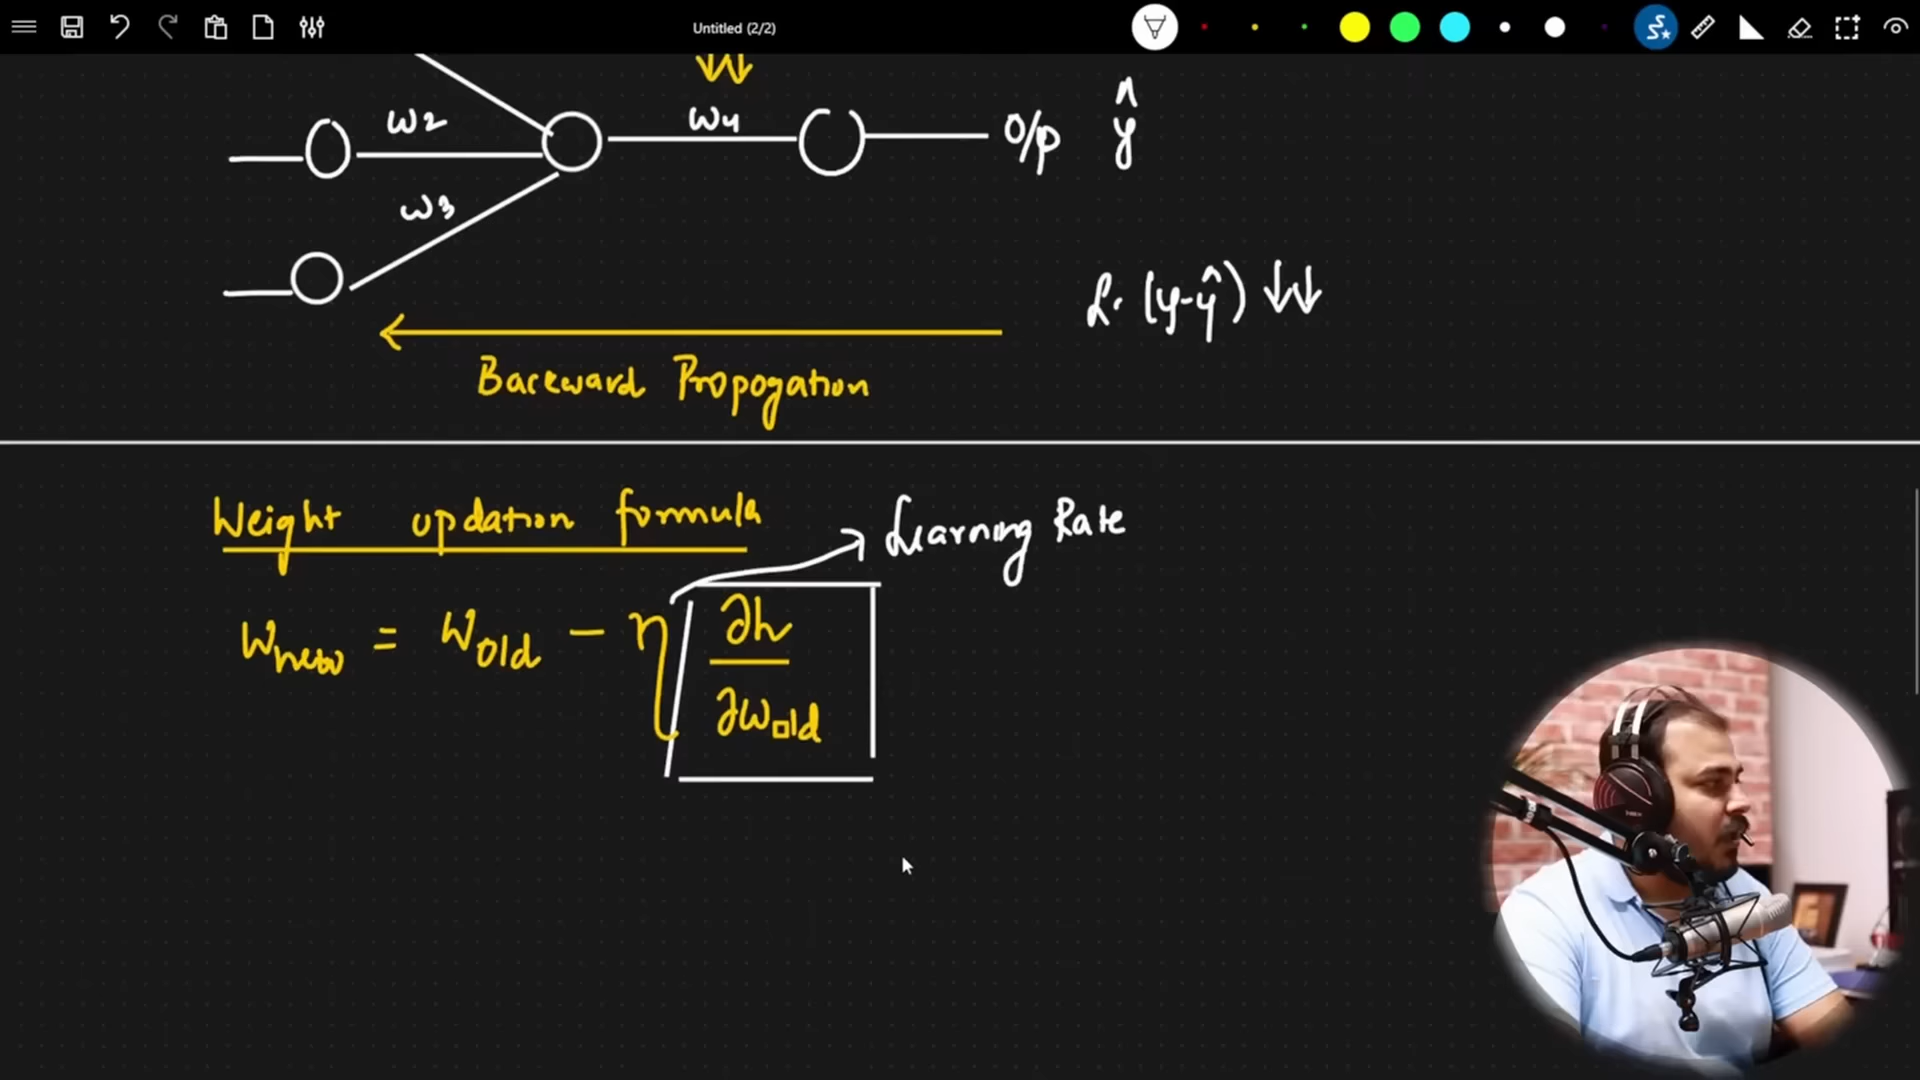 Untitled (2/2)
w2
w4
O/p ŷ
w3
L. (y-ŷ) ↓↓
Backward Propogation
Weight updation formula
Learning Rate
Wnew = Wold - η ∂h
∂wold